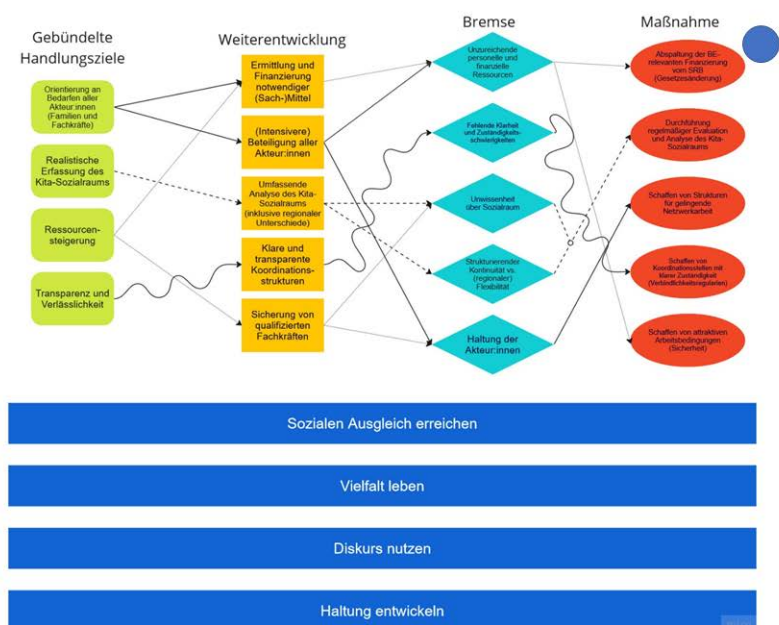 Gebündelte
Handlungsziele
Weiterentwicklung
Bremse
Maßnahme
Orientierung an
Bedarfen aller
Akteur:innen
(Familien und
Fachkräfte)
Realistische
Erfassung des
Kita-Sozialraums
Ressourcen-
steigerung
Transparenz und
Verlässlichkeit
Ermittlung und
Finanzierung
notwendiger
(Sach-)Mittel
(Intensivere)
Beteiligung aller
Akteur:innen
Umfassende
Analyse des Kita-
Sozialraums
(inklusive regionaler
Unterschiede)
Klare und
transparente
Koordinations-
strukturen
Sicherung von
qualifizierten
Fachkräften
Unzureichende
personelle und
finanzielle
Ressourcen
Fehlende Klarheit
und Zuständigkeits-
schwierigkeiten
Unwissenheit
über Sozialraum
Strukturierender
Kontinuität vs.
(regionaler)
Flexibilität
Haltung der
Akteur:innen
Abspaltung der BE-
relevanten Finanzierung
vom SRB
(Gesetzesänderung)
Durchführung
regelmäßiger Evaluation
und Analyse des Kita-
Sozialraums
Schaffen von Strukturen
für gelingende
Netzwerkarbeit
Schaffen von
Koordinationsstellen mit
klarer Zuständigkeit
(Verbindlichkeitsregularien)
Schaffen von attraktiven
Arbeitsbedingungen
(Sicherheit)
Sozialen Ausgleich erreichen
Vielfalt leben
Diskurs nutzen
Haltung entwickeln